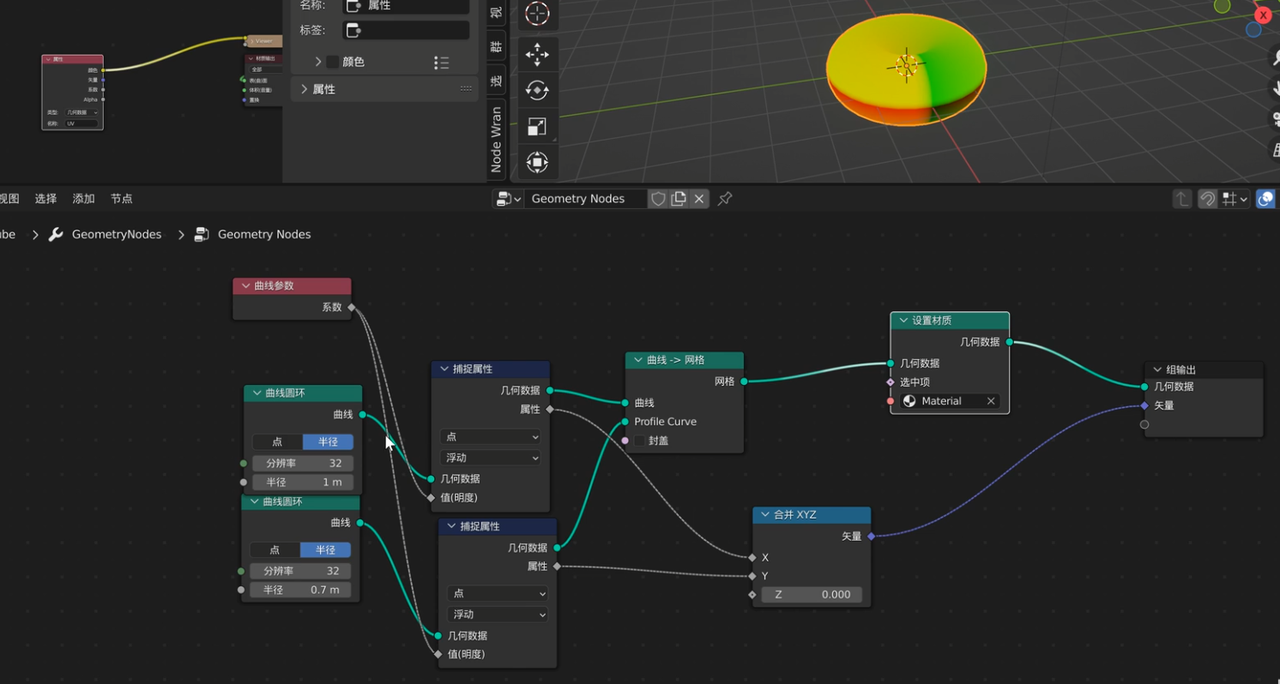 属性
颜色
矢量
系数
Alpha
类型: 几何数据
名称: UV
Viewer
材质输出
全部
置换
名称: 属性
标签:
颜色
属性
视
群
选
Node Wran
X
视图 选择 添加 节点
Geometry Nodes
be GeometryNodes Geometry Nodes
曲线参数
系数
曲线圆环
曲线
点 半径
分辨率 32
半径 1 m
曲线圆环
曲线
点 半径
分辨率 32
半径 0.7 m
捕捉属性
几何数据
属性
点
浮动
几何数据
值(明度)
捕捉属性
几何数据
属性
点
浮动
几何数据
值(明度)
曲线 -> 网格
网格
曲线
Profile Curve
封盖
合并 XYZ
矢量
X
Y
Z 0.000
设置材质
几何数据
几何数据
选中项
Material
组输出
几何数据
矢量